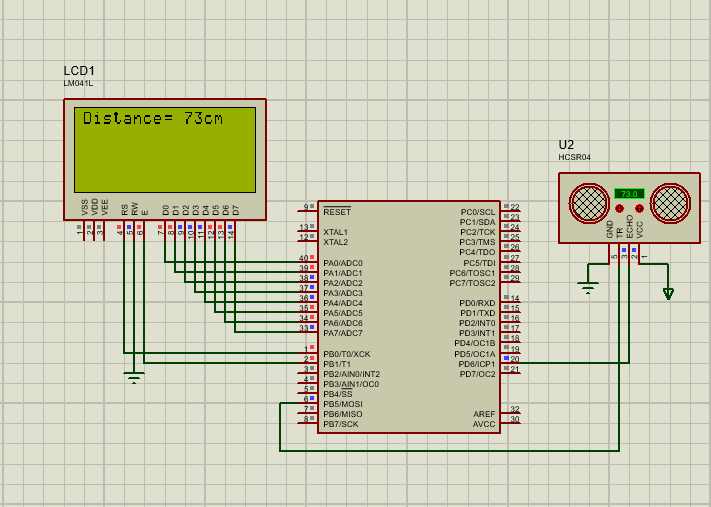 LCD1
LM041L
Distance= 73cm
VSS
VDD
VEE
RS
RW
E
D0
D1
D2
D3
D4
D5
D6
D7
1
2
3
4
5
6
7
8
9
10
11
12
13
14
9 RESET
13 XTAL1
12 XTAL2
40 PA0/ADC0
39 PA1/ADC1
38 PA2/ADC2
37 PA3/ADC3
36 PA4/ADC4
35 PA5/ADC5
34 PA6/ADC6
33 PA7/ADC7
1 PB0/T0/XCK
2 PB1/T1
3 PB2/AIN0/INT2
4 PB3/AIN1/OC0
5 PB4/SS
6 PB5/MOSI
7 PB6/MISO
8 PB7/SCK
PC0/SCL 22
PC1/SDA 23
PC2/TCK 24
PC3/TMS 25
PC4/TDO 26
PC5/TDI 27
PC6/TOSC1 28
PC7/TOSC2 29
PD0/RXD 14
PD1/TXD 15
PD2/INT0 16
PD3/INT1 17
PD4/OC1B 18
PD5/OC1A 19
PD6/ICP1 20
PD7/OC2 21
AREF 32
AVCC 30
U2
HCSR04
73.0
GND
TR
ECHO
VCC
5
3
2
1